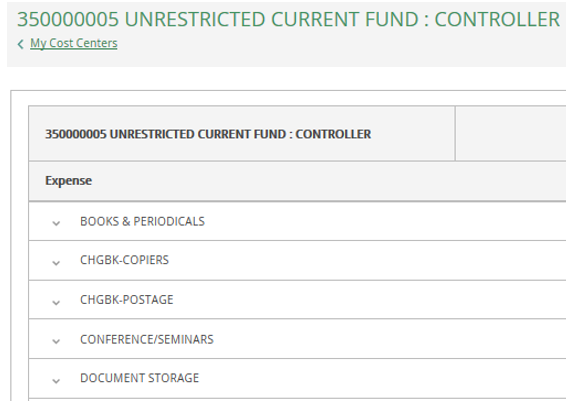 350000005 UNRESTRICTED CURRENT FUND : CONTROLLER
My Cost Centers
350000005 UNRESTRICTED CURRENT FUND : CONTROLLER
Expense
BOOKS & PERIODICALS
CHGBK-COPIERS
CHGBK-POSTAGE
CONFERENCE/SEMINARS
DOCUMENT STORAGE